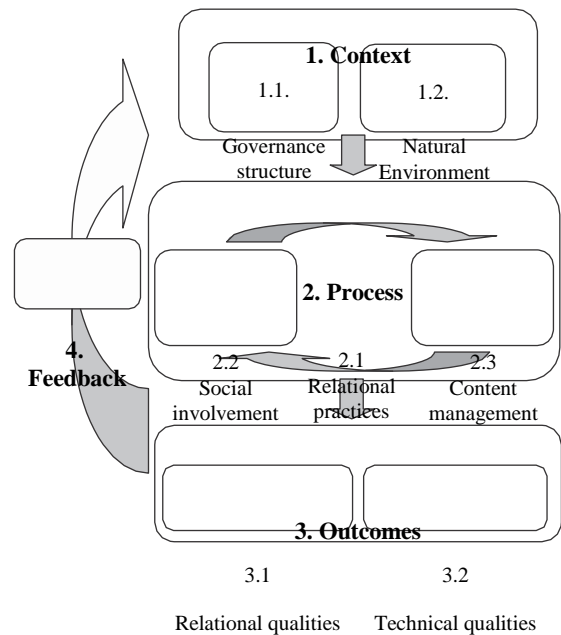 1. Context
1.1. 1.2.
Governance structure
Natural Environment
2. Process
4. Feedback
2.2 Social involvement
2.1 Relational practices
2.3 Content management
3. Outcomes
3.1 3.2
Relational qualities Technical qualities